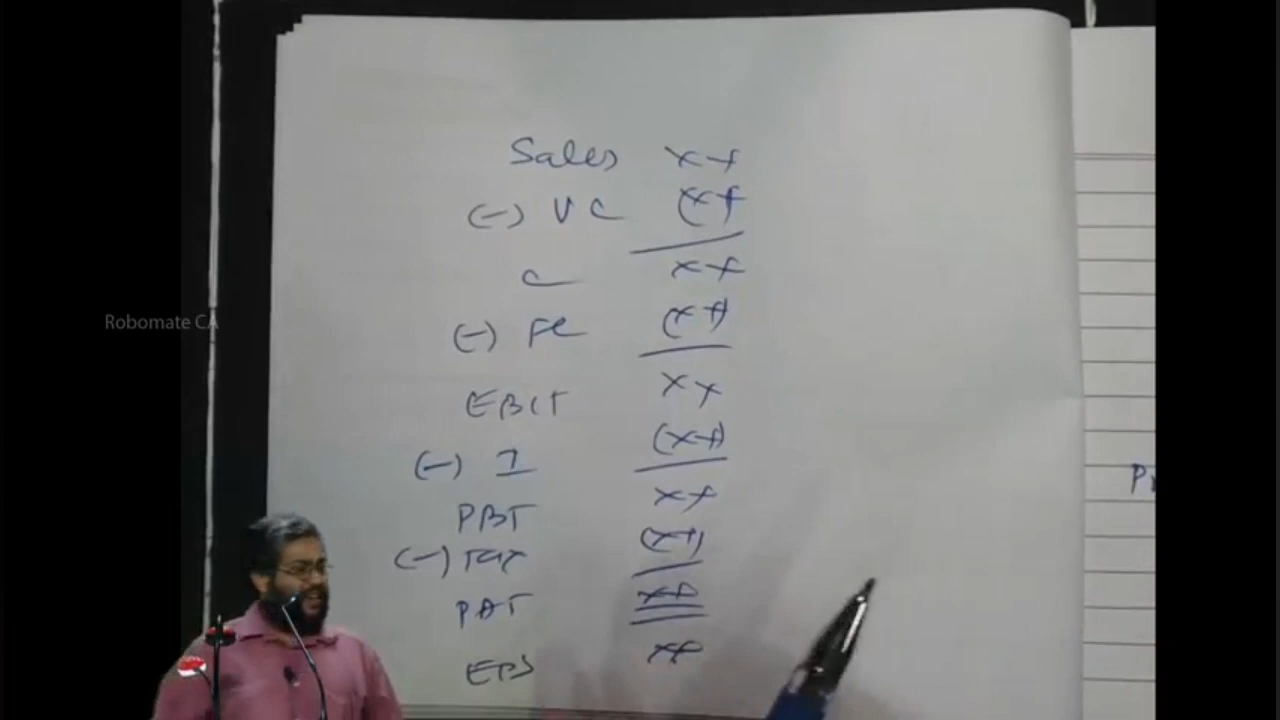 Sales xx
(-) VC (xx)
C xx
(-) FC (xx)
EBIT xx
(-) I (xx)
PBT xx
(-) Tax (xx)
PAT xx
EPS xx
Robomate CA